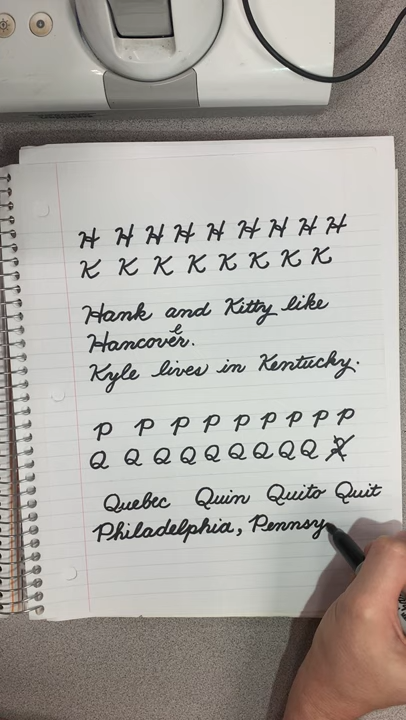 H H H H H H H H H
K K K K K K K K
Hank and Kitty like
e
Hancover.
Kyle lives in Kentucky.
P P P P P P P P P
Q Q Q Q Q Q Q Q Q
Quebec Quin Quito Quit
Philadelphia, Pennsy